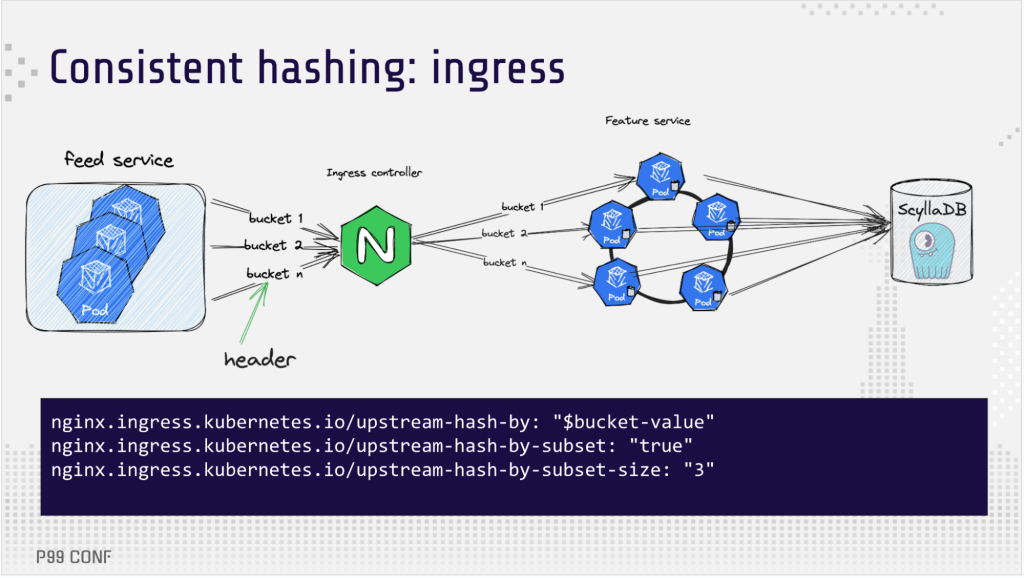 Consistent hashing: ingress
Feature service
feed service
Ingress controller
bucket 1
bucket 2
bucket n
header
N
bucket 1
bucket 2
bucket n
Pod
Pod
Pod
Pod
Pod
Pod
ScyllaDB
nginx.ingress.kubernetes.io/upstream-hash-by: "$bucket-value"
nginx.ingress.kubernetes.io/upstream-hash-by-subset: "true"
nginx.ingress.kubernetes.io/upstream-hash-by-subset-size: "3"
P99 CONF